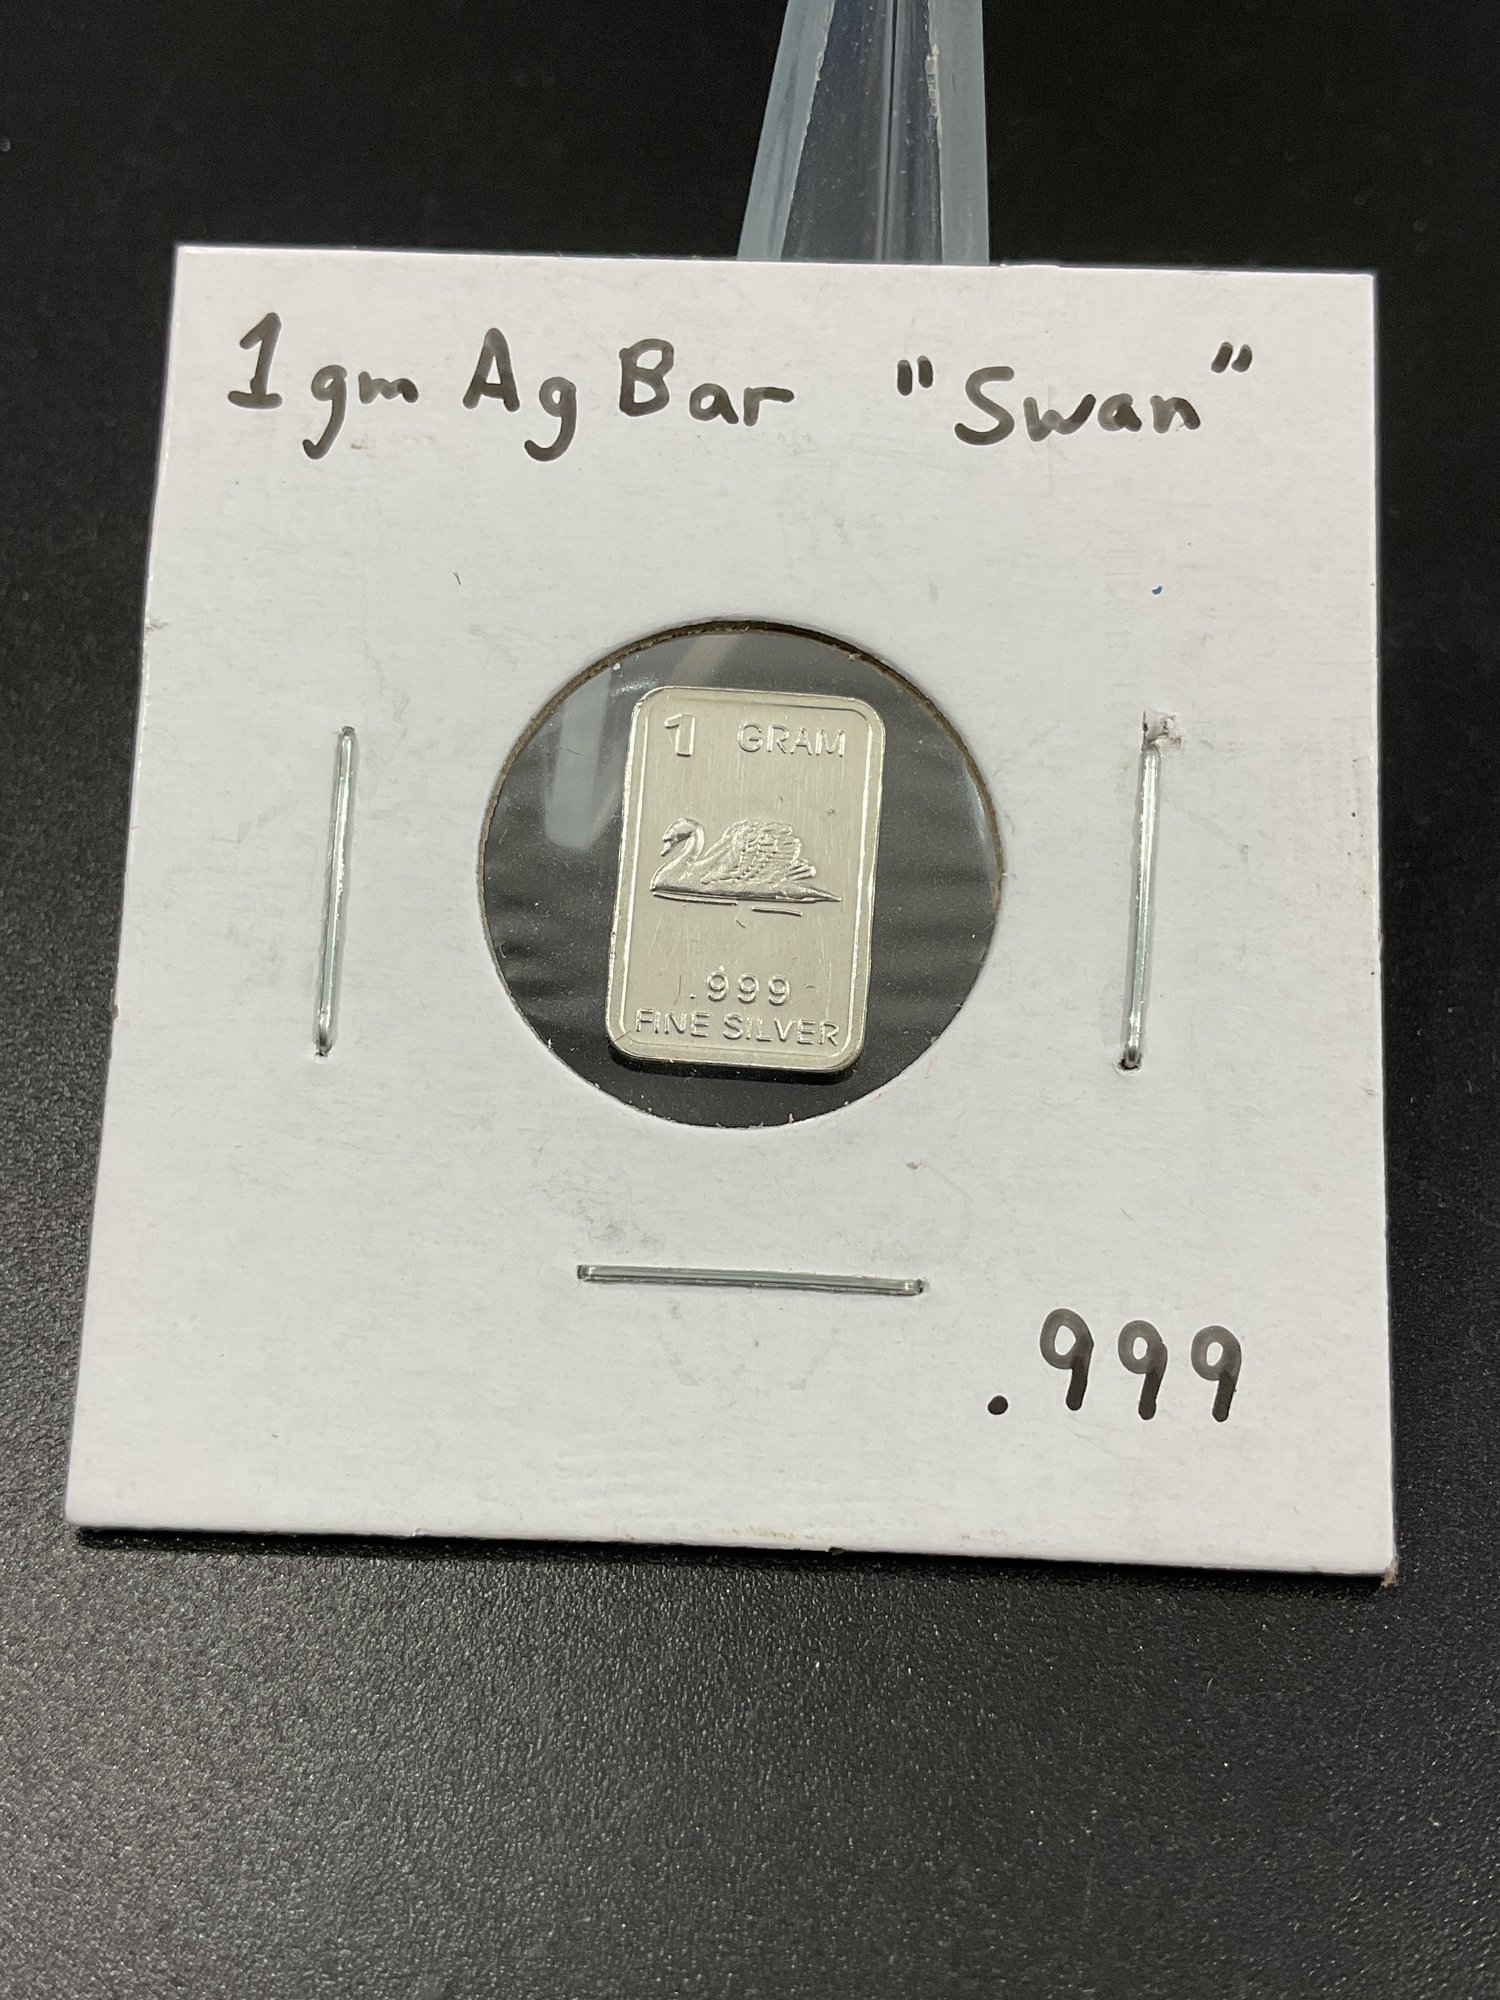 1gm Ag Bar "Swan"
1 GRAM
.999
FINE SILVER
.999